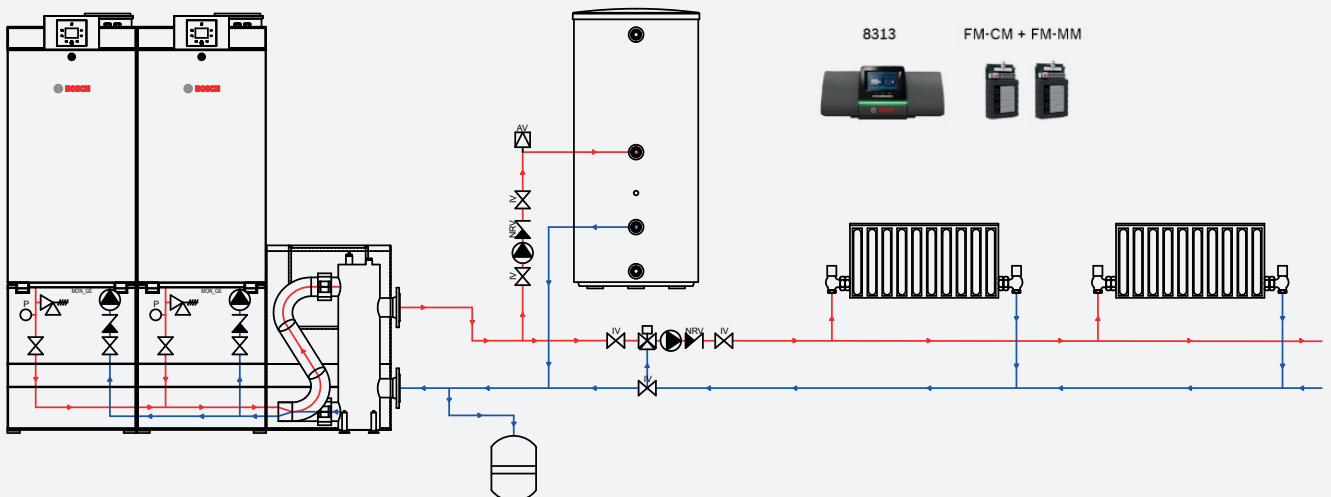 8313
FM-CM + FM-MM
BOSCH
BOSCH
AV
IV
NRV
IV
P
MON_GE
P
MON_GE
IV
NRV
IV
IV